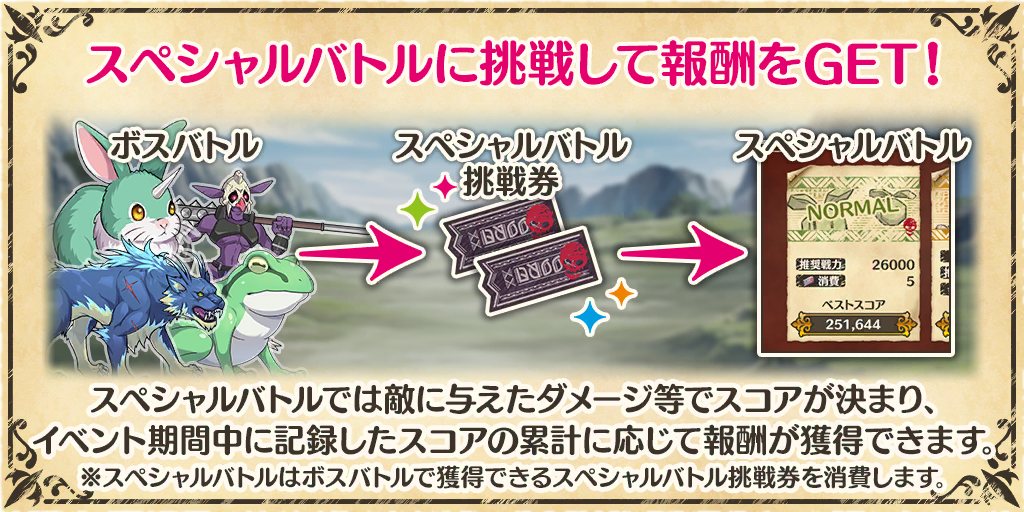 スペシャルバトルに挑戦して報酬をGET!
ボスバトル
スペシャルバトル
挑戦券
スペシャルバトル
NORMAL
推奨戦力 26000
消費 5
ベストスコア
251,644
スペシャルバトルでは敵に与えたダメージ等でスコアが決まり、
イベント期間中に記録したスコアの累計に応じて報酬が獲得できます。
※スペシャルバトルはボスバトルで獲得できるスペシャルバトル挑戦券を消費します。